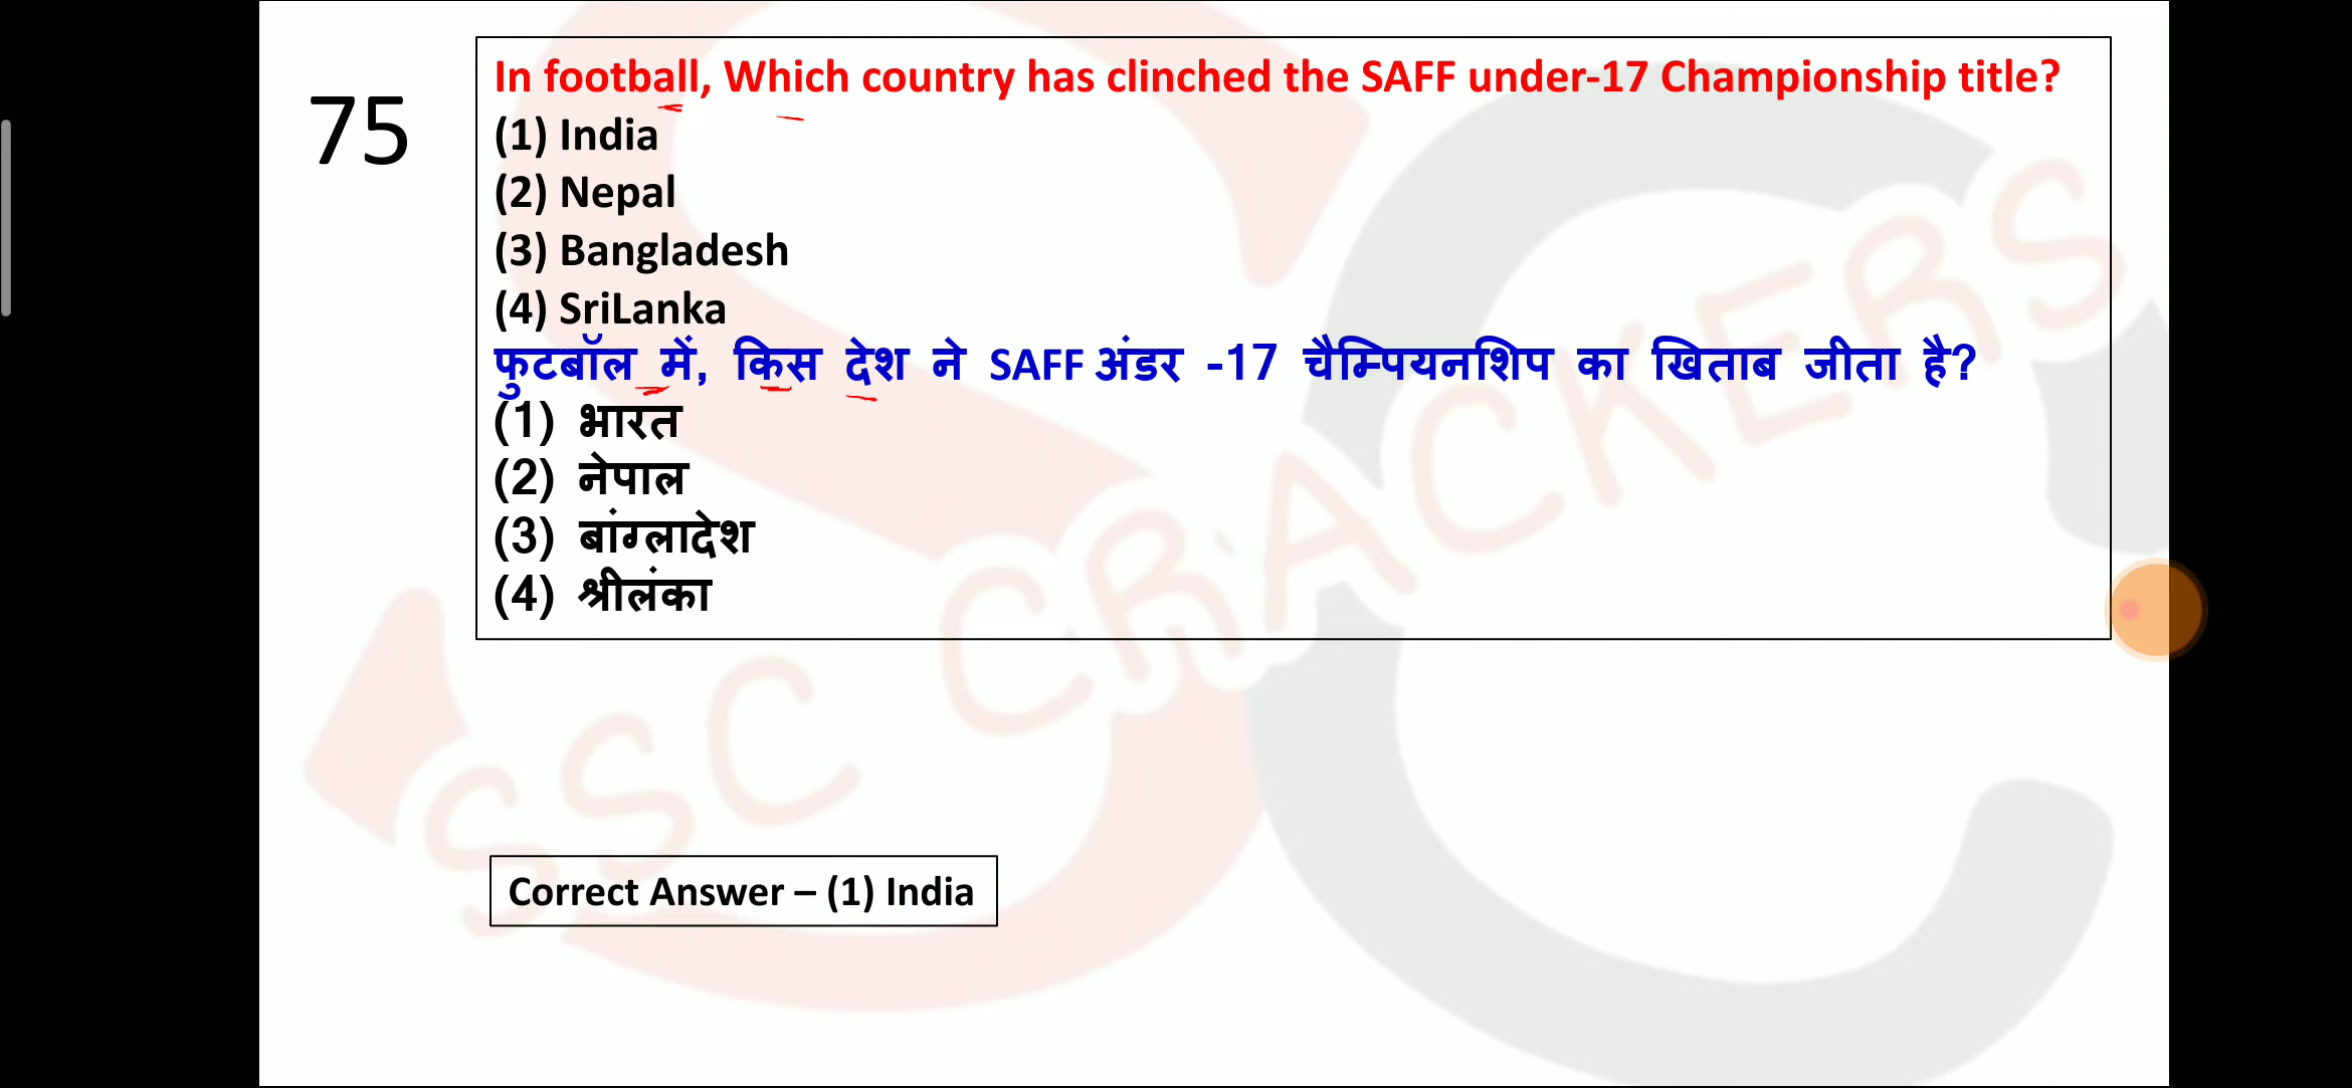 75
In football, Which country has clinched the SAFF under-17 Championship title?
(1) India
(2) Nepal
(3) Bangladesh
(4) SriLanka
फुटबॉल में, किस देश ने SAFF अंडर -17 चैम्पियनशिप का खिताब जीता है?
(1) भारत
(2) नेपाल
(3) बांग्लादेश
(4) श्रीलंका
SSC CRACKERS
Correct Answer – (1) India